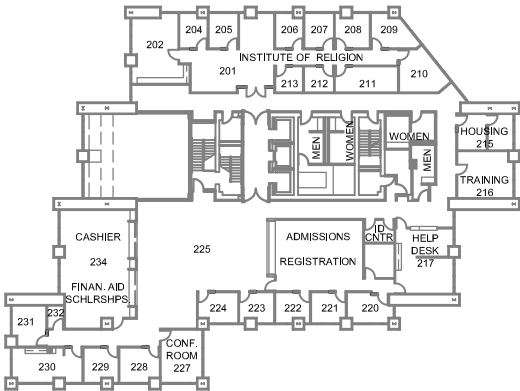 204 205 206 207 208 209
202
INSTITUTE OF RELIGION
201
213 212 211 210
MEN
WOMEN
WOMEN
MEN
HOUSING
215
TRAINING
216
CASHIER
234
FINAN. AID
SCHLRSHPS.
225
ADMISSIONS
REGISTRATION
ID
CNTR
HELP
DESK
217
224 223 222 221 220
231
232
230 229 228
CONF.
ROOM
227